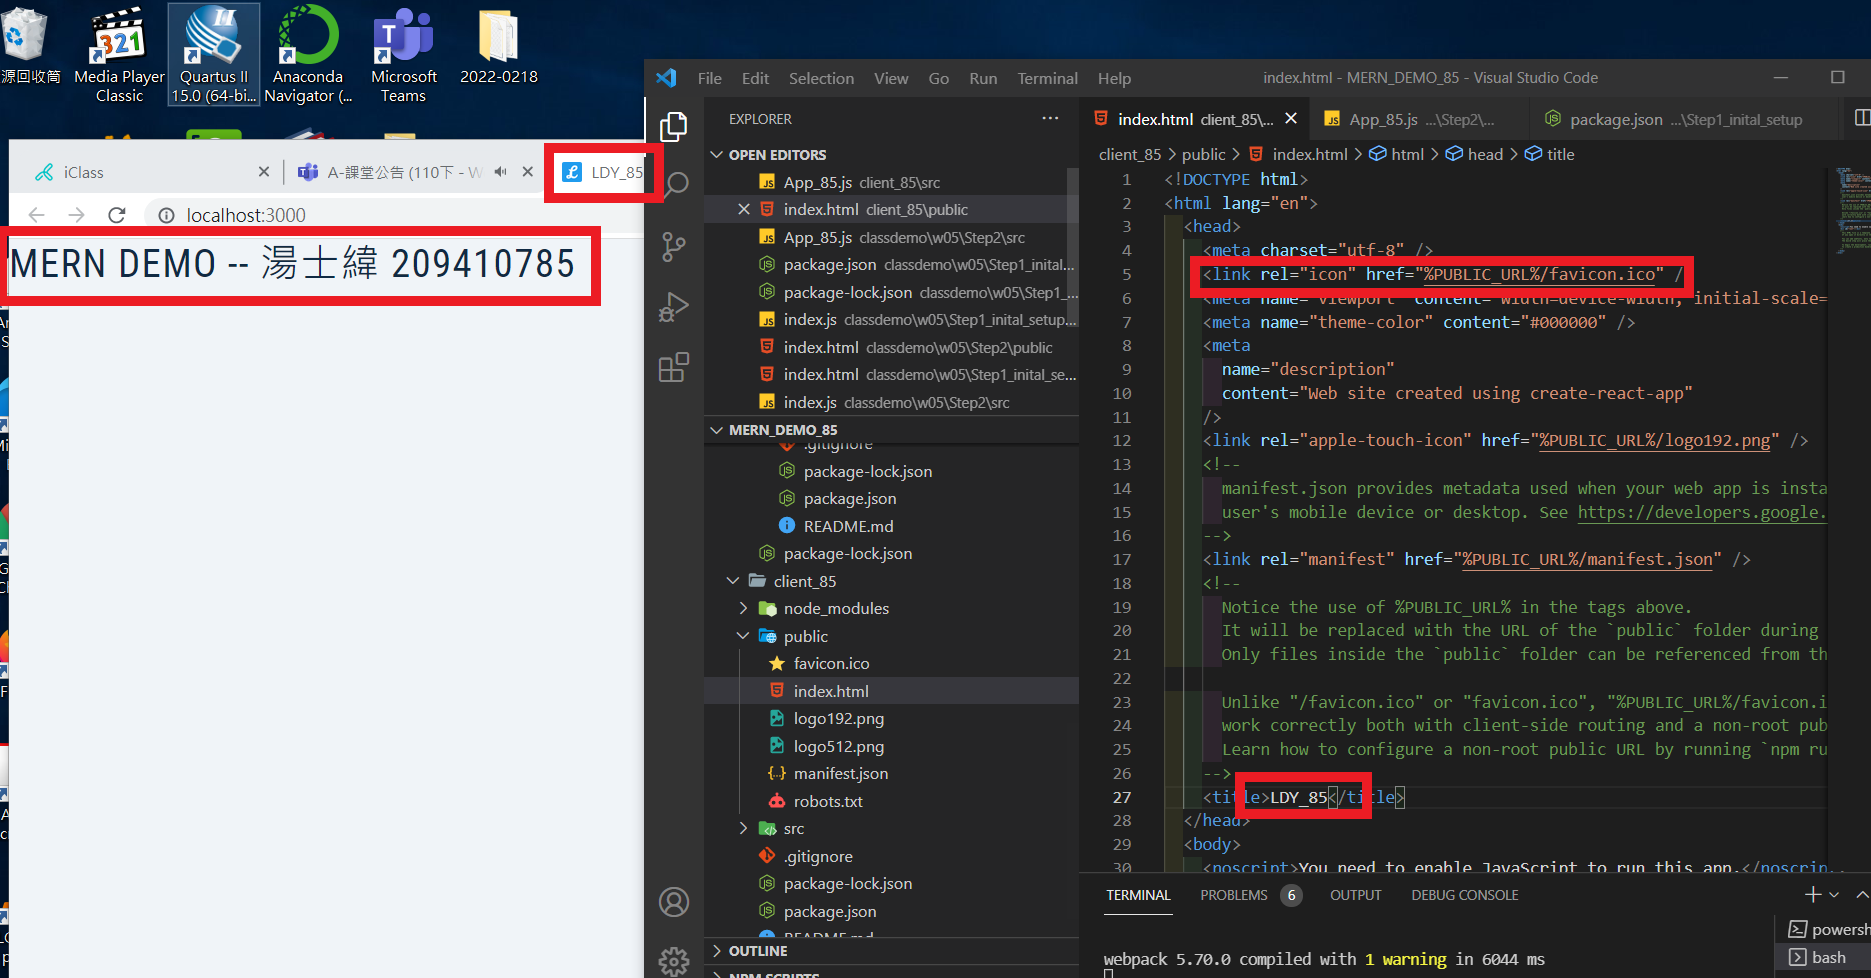 源回收筒
Media Player
Classic
Quartus II
15.0 (64-bi...
Anaconda
Navigator (...
Microsoft
Teams
2022-0218
iClass
A-課堂公告 (110下 - W
LDY_85
localhost:3000
MERN DEMO -- 湯士緯 209410785
File Edit Selection View Go Run Terminal Help
index.html - MERN_DEMO_85 - Visual Studio Code
EXPLORER
OPEN EDITORS
App_85.js client_85\src
index.html client_85\public
App_85.js classdemo\w05\Step2\src
package.json classdemo\w05\Step1_inital...
package-lock.json classdemo\w05\Step1_...
index.js classdemo\w05\Step1_inital_setup...
index.html classdemo\w05\Step2\public
index.html classdemo\w05\Step1_inital_se...
index.js classdemo\w05\Step2\src
MERN_DEMO_85
.gitignore
package-lock.json
package.json
README.md
package-lock.json
client_85
node_modules
public
favicon.ico
index.html
logo192.png
logo512.png
manifest.json
robots.txt
src
.gitignore
package-lock.json
package.json
README.md
OUTLINE
NPM SCRIPTS
index.html client_85\... App_85.js ...\Step2\... package.json ...\Step1_inital_setup
client_85 > public > index.html > html > head > title
1 <!DOCTYPE html>
2 <html lang="en">
3 <head>
4 <meta charset="utf-8" />
5 <link rel="icon" href="%PUBLIC_URL%/favicon.ico" /
6 <meta name="viewport" content="width=device-width, initial-scale=
7 <meta name="theme-color" content="#000000" />
8 <meta
9 name="description"
10 content="Web site created using create-react-app"
11 />
12 <link rel="apple-touch-icon" href="%PUBLIC_URL%/logo192.png" />
13 <!--
14 manifest.json provides metadata used when your web app is insta
15 user's mobile device or desktop. See https://developers.google.
16 -->
17 <link rel="manifest" href="%PUBLIC_URL%/manifest.json" />
18 <!--
19 Notice the use of %PUBLIC_URL% in the tags above.
20 It will be replaced with the URL of the `public` folder during
21 Only files inside the `public` folder can be referenced from th
22
23 Unlike "/favicon.ico" or "favicon.ico", "%PUBLIC_URL%/favicon.i
24 work correctly both with client-side routing and a non-root pub
25 Learn how to configure a non-root public URL by running `npm ru
26 -->
27 <title>LDY_85</title>
28 </head>
29 <body>
30 <noscript>You need to enable JavaScript to run this app.</noscrip
TERMINAL PROBLEMS 6 OUTPUT DEBUG CONSOLE
powersh
bash
webpack 5.70.0 compiled with 1 warning in 6044 ms